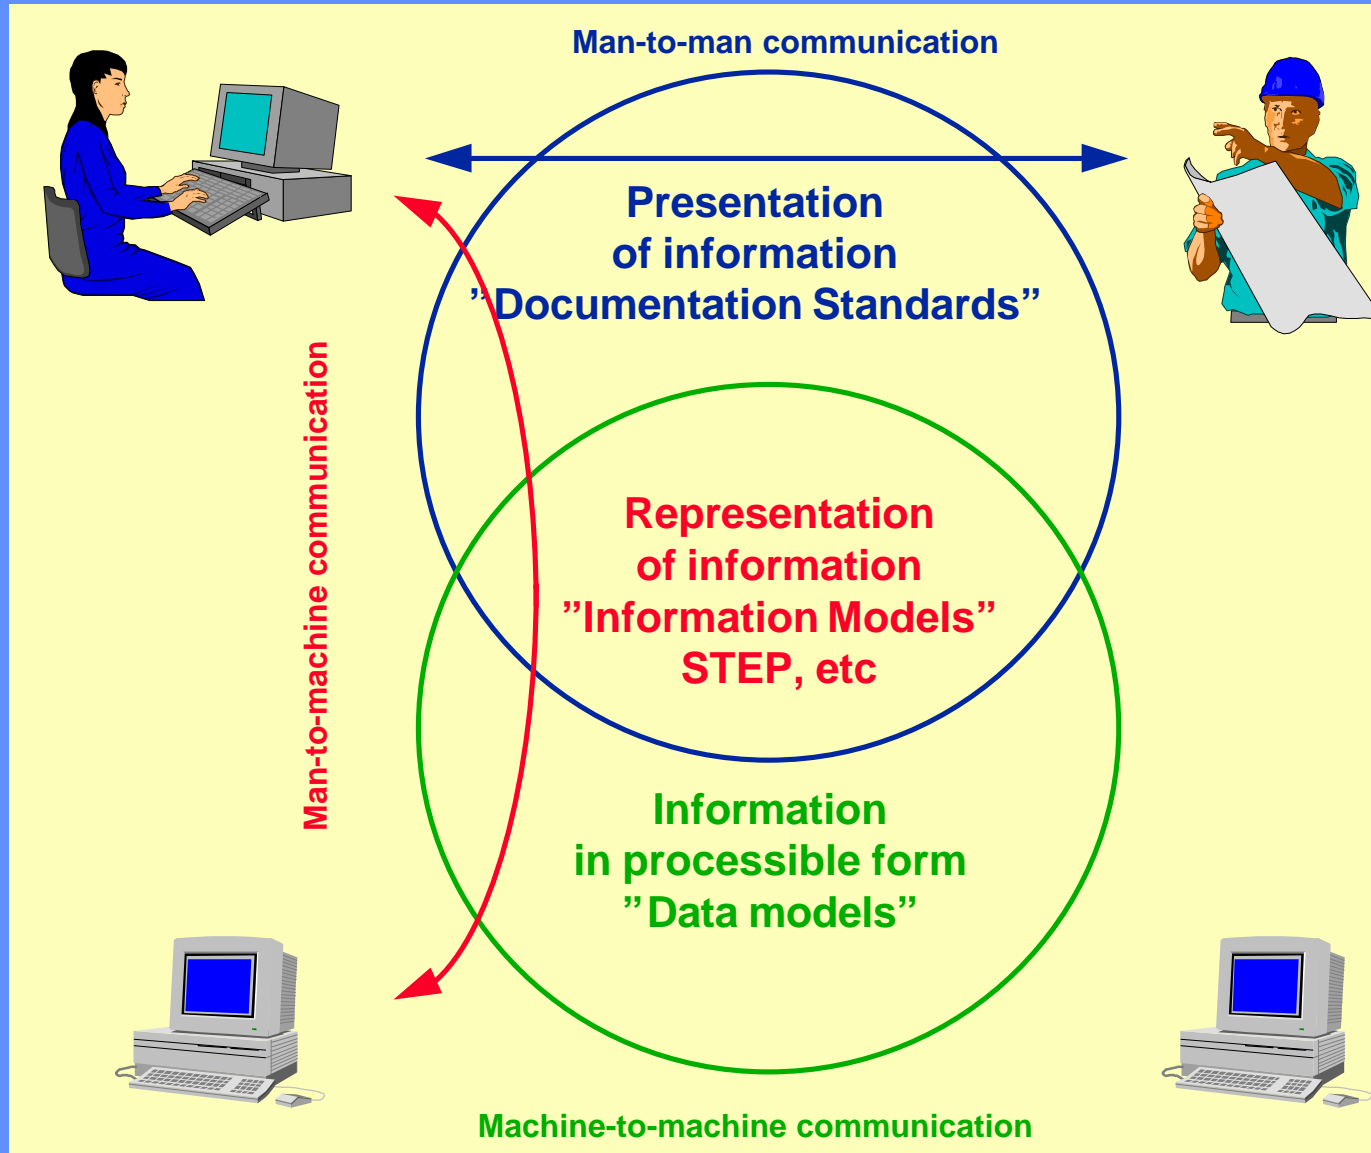 Man-to-man communication
Presentation
of information
”Documentation Standards”
Man-to-machine communication
Representation
of information
”Information Models”
STEP, etc
Information
in processible form
”Data models”
Machine-to-machine communication